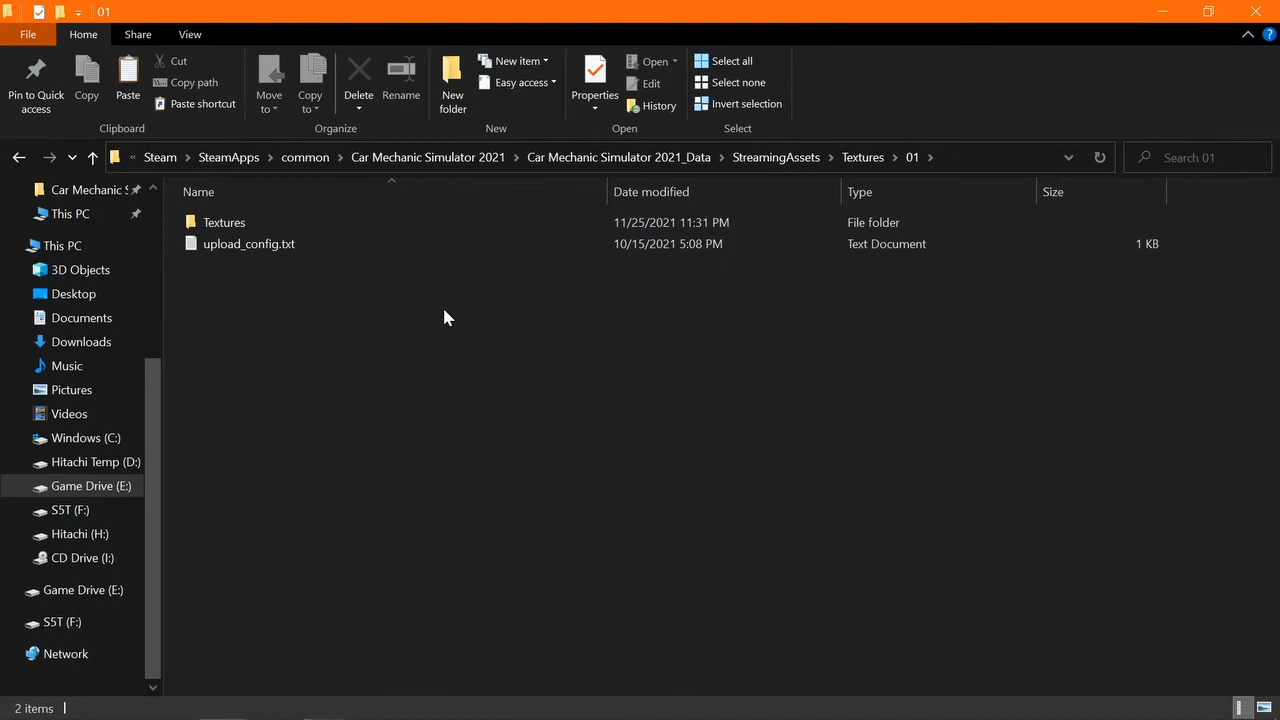 01
File Home Share View
Pin to Quick access
Copy
Paste
Cut
Copy path
Paste shortcut
Clipboard
Move to
Copy to
Delete
Rename
Organize
New folder
New item
Easy access
New
Properties
Open
Edit
History
Open
Select all
Select none
Invert selection
Select
« Steam > SteamApps > common > Car Mechanic Simulator 2021 > Car Mechanic Simulator 2021_Data > StreamingAssets > Textures > 01 >
Search 01
Name Date modified Type Size
Textures 11/25/2021 11:31 PM File folder
upload_config.txt 10/15/2021 5:08 PM Text Document 1 KB
Car Mechanic S
This PC
This PC
3D Objects
Desktop
Documents
Downloads
Music
Pictures
Videos
Windows (C:)
Hitachi Temp (D:)
Game Drive (E:)
S5T (F:)
Hitachi (H:)
CD Drive (I:)
Game Drive (E:)
S5T (F:)
Network
2 items